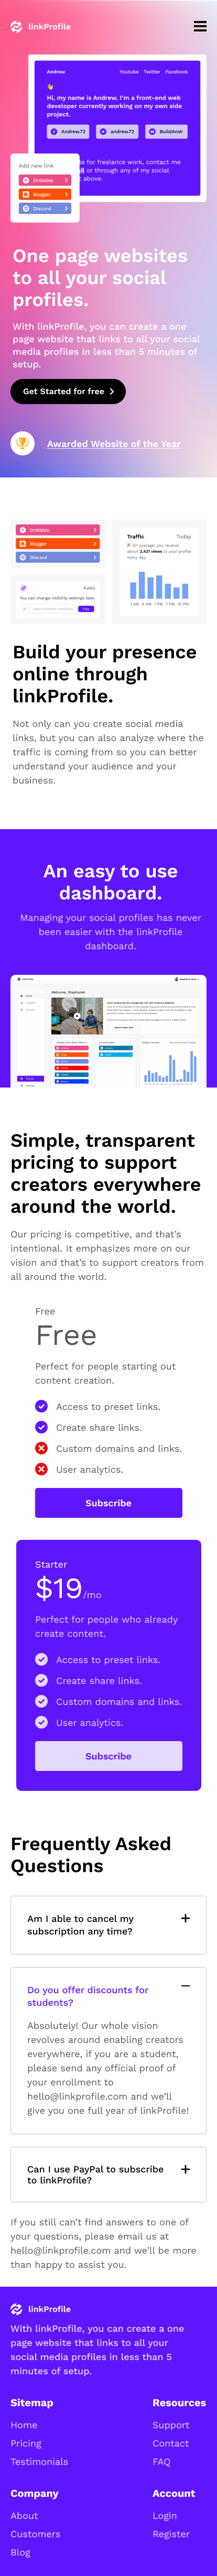 linkProfile
Andrew
Youtube Twitter Facebook
👋
Hi, my name is Andrew. I'm a front-end web
developer currently working on my own side
project.
Andrew.72
andrew.72
BuildAndr
for freelance work, contact me
or through any of my social
above.
Add new link
Dribbble
Blogger
Discord
One page websites
to all your social
profiles.
With linkProfile, you can create a one
page website that links to all your social
media profiles in less than 5 minutes of
setup.
Get Started for free
Awarded Website of the Year
Dribbble
Blogger
Discord
Public
You can change visibility settings later.
Copy
Traffic
Today
🎉 On average, you receive
about 2,431 views to your profile
every day.
1 AM 8 AM 1 PM 7 PM 10 PM
Build your presence
online through
linkProfile.
Not only can you create social media
links, but you can also analyze where the
traffic is coming from so you can better
understand your audience and your
business.
An easy to use
dashboard.
Managing your social profiles has never
been easier with the linkProfile
dashboard.
Welcome, Stephanie!
Simple, transparent
pricing to support
creators everywhere
around the world.
Our pricing is competitive, and that's
intentional. It emphasizes more on our
vision and that's to support creators from
all around the world.
Free
Free
Perfect for people starting out
content creation.
Access to preset links.
Create share links.
Custom domains and links.
User analytics.
Subscribe
Starter
$19/mo
Perfect for people who already
create content.
Access to preset links.
Create share links.
Custom domains and links.
User analytics.
Subscribe
Frequently Asked
Questions
Am I able to cancel my
subscription any time?
Do you offer discounts for
students?
Absolutely! Our whole vision
revolves around enabling creators
everywhere, if you are a student,
please send any official proof of
your enrollment to
hello@linkprofile.com and we'll
give you one full year of linkProfile!
Can I use PayPal to subscribe
to linkProfile?
If you still can't find answers to one of
your questions, please email us at
hello@linkprofile.com and we'll be more
than happy to assist you.
linkProfile
With linkProfile, you can create a one
page website that links to all your
social media profiles in less than 5
minutes of setup.
Sitemap
Home
Pricing
Testimonials
Resources
Support
Contact
FAQ
Company
About
Customers
Blog
Account
Login
Register